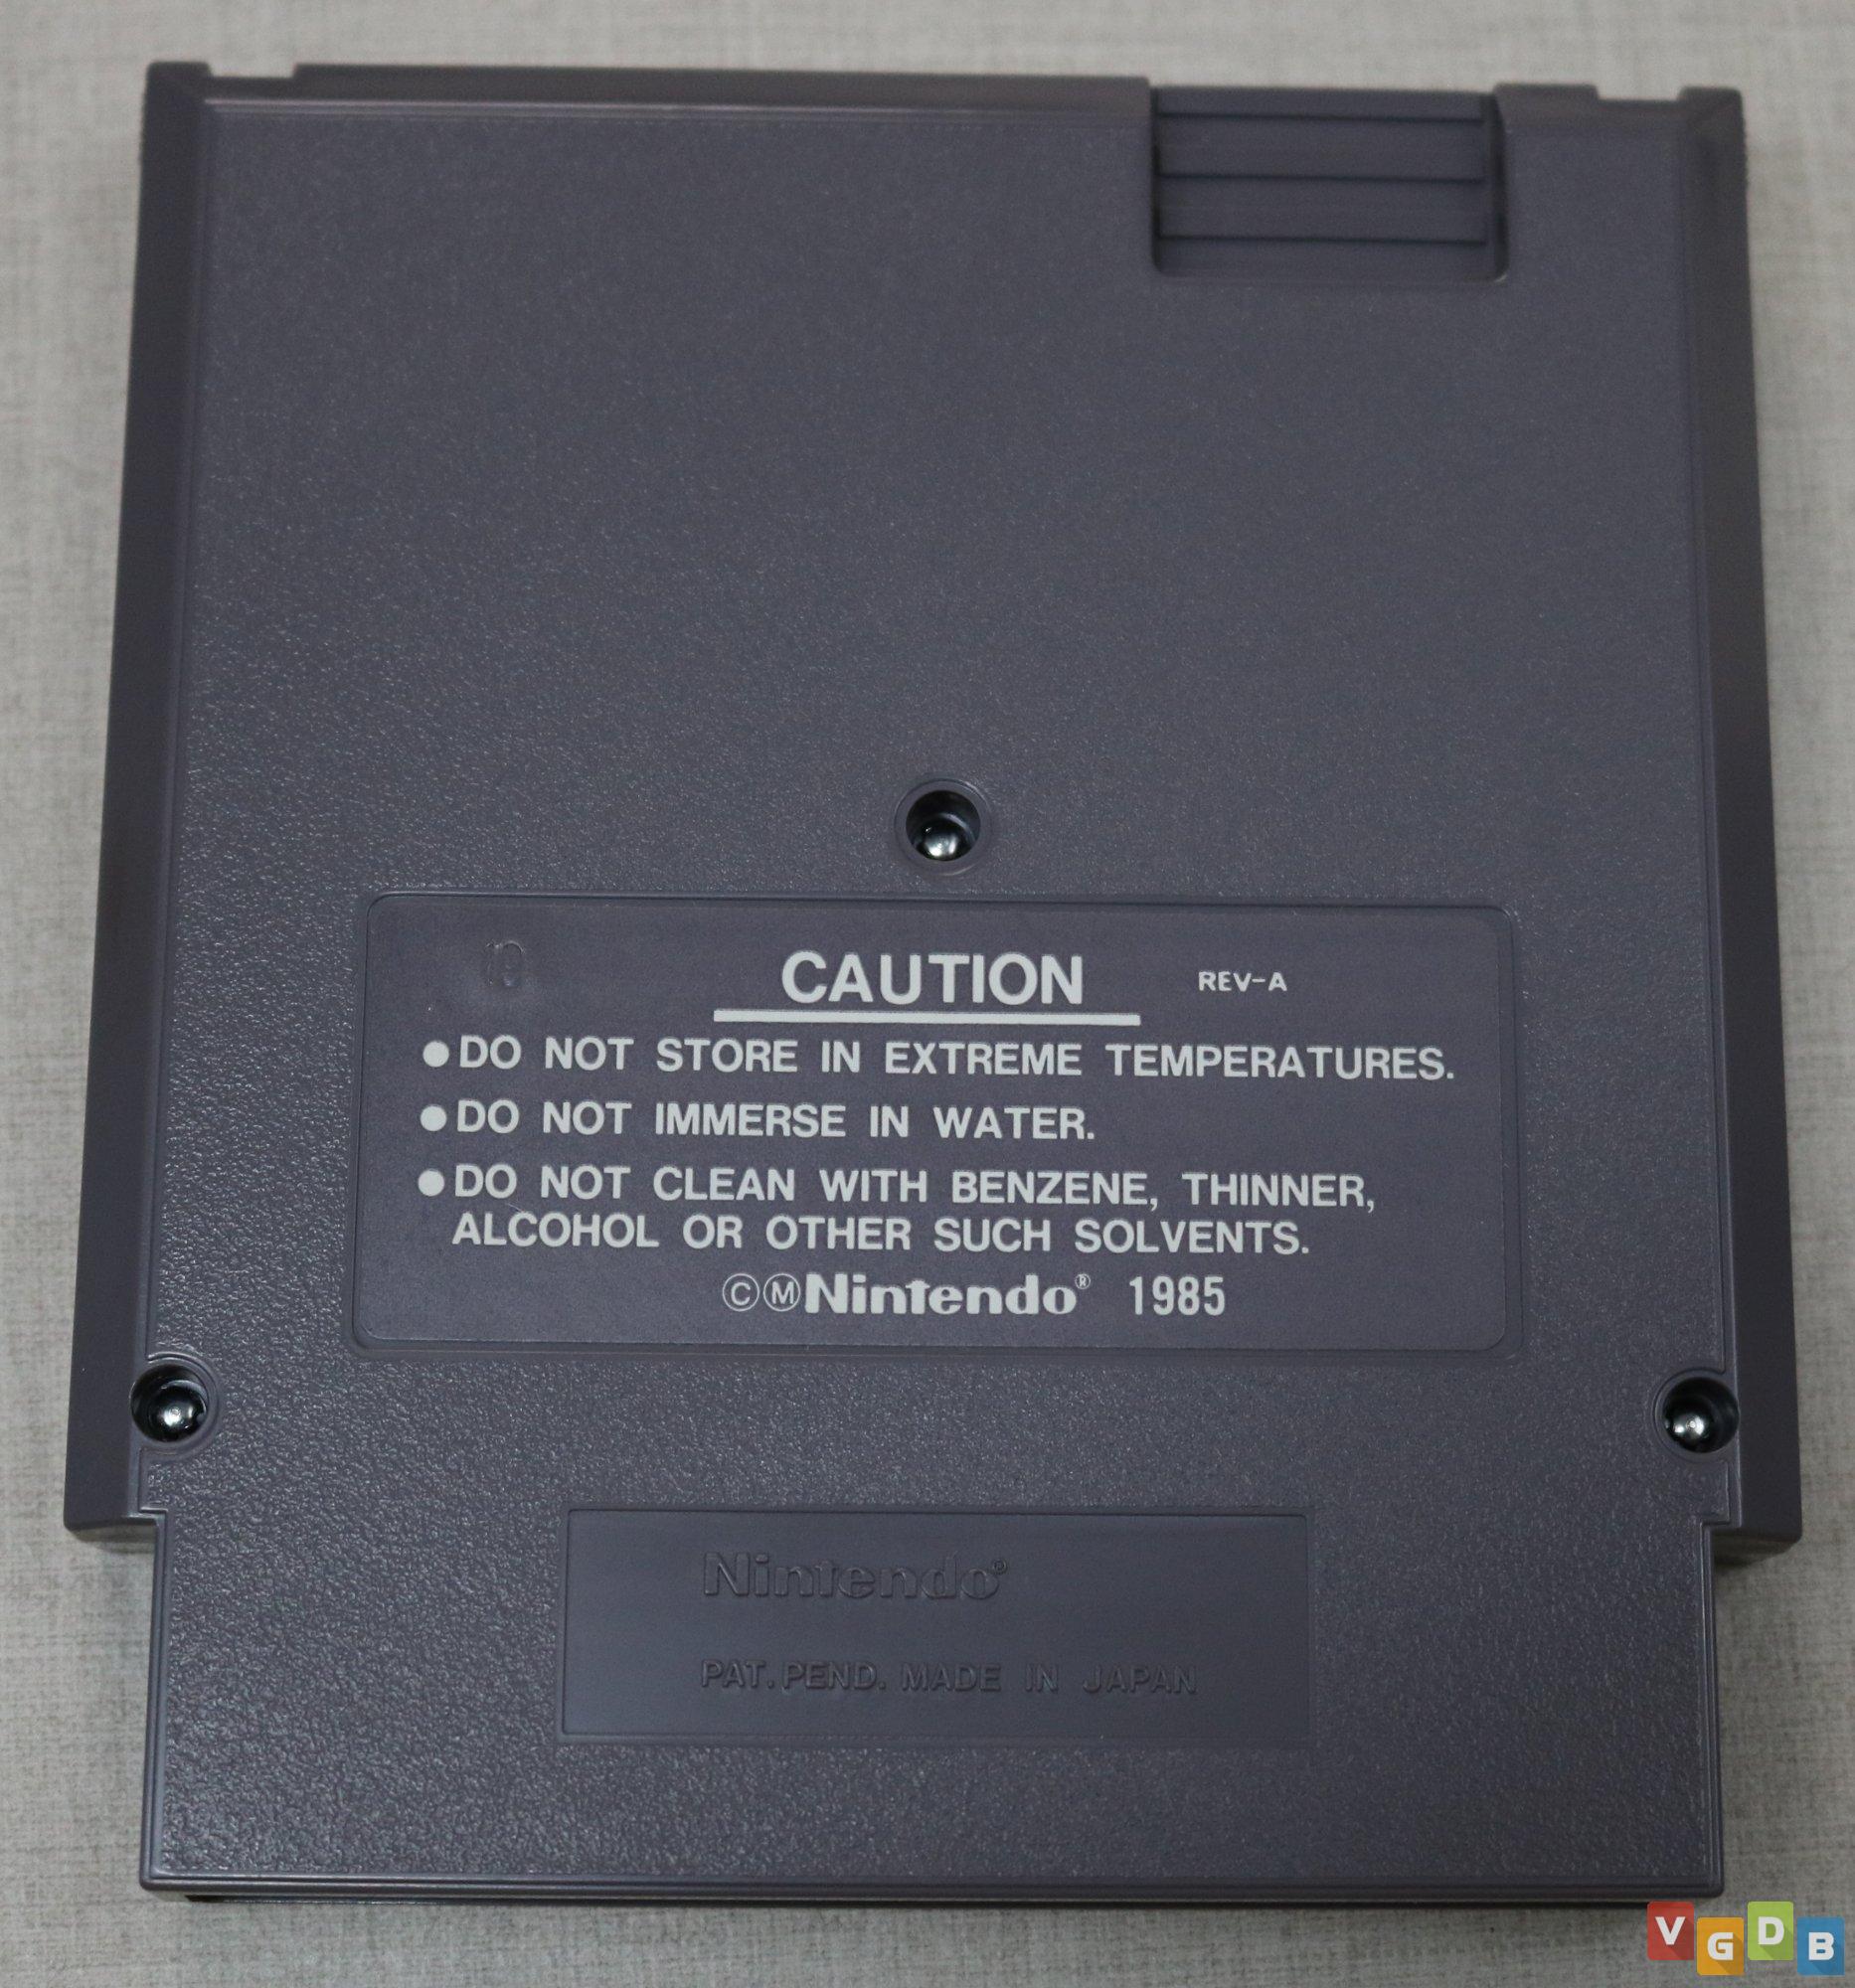 CAUTION REV-A
●DO NOT STORE IN EXTREME TEMPERATURES.
●DO NOT IMMERSE IN WATER.
●DO NOT CLEAN WITH BENZENE, THINNER,
ALCOHOL OR OTHER SUCH SOLVENTS.
©ⓂNintendo® 1985
Nintendo®
PAT. PEND. MADE IN JAPAN
VGDB